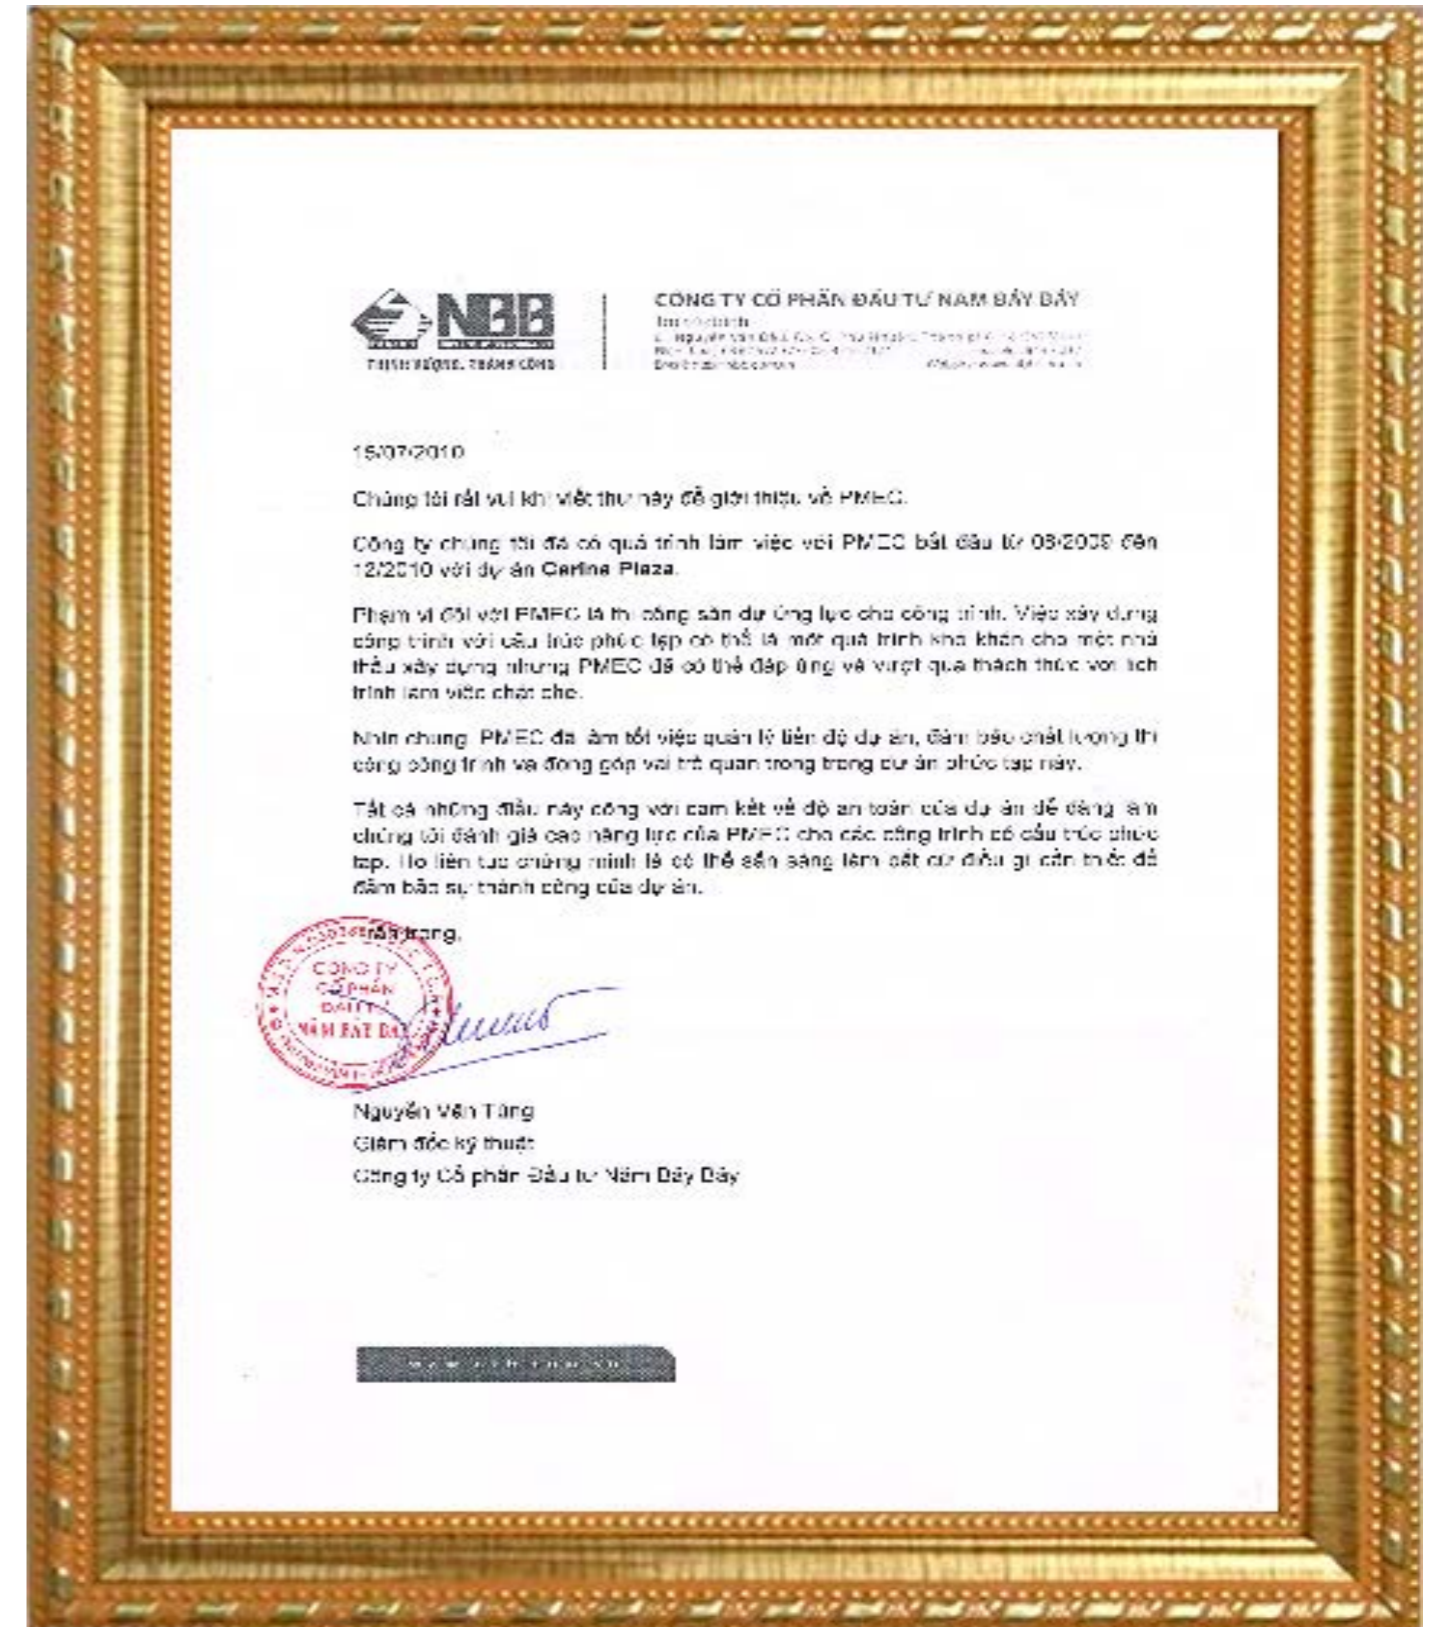 NBB
THỊNH VƯỢNG, THÀNH CÔNG
CÔNG TY CỔ PHẦN ĐẦU TƯ NĂM BẢY BẢY
15/07/2010
Chúng tôi rất vui khi viết thư này để giới thiệu về PMEC.
Công ty chúng tôi đã có quá trình làm việc với PMEC bắt đầu từ 06/2009 đến
12/2010 với dự án Carina Plaza.
Phạm vi đối với PMEC là thi công sàn dự ứng lực cho công trình. Việc xây dựng
công trình với cấu trúc phức tạp có thể là một quá trình khó khăn cho một nhà
thầu xây dựng nhưng PMEC đã có thể đáp ứng và vượt qua thách thức với lịch
trình làm việc chặt chẽ.
Nhìn chung, PMEC đã làm tốt việc quản lý tiến độ dự án, đảm bảo chất lượng thi
công công trình và đóng góp vai trò quan trọng trong dự án phức tạp này.
Tất cả những điều này cộng với cam kết về độ an toàn của dự án dễ dàng làm
chúng tôi đánh giá cao năng lực của PMEC cho các công trình có cấu trúc phức
tạp. Họ liên tục chứng minh là có thể sẵn sàng làm bất cứ điều gì cần thiết để
đảm bảo sự thành công của dự án.
Trân trọng,
CÔNG TY
CỔ PHẦN
ĐẦU TƯ
NĂM BẢY BẢY
Nguyễn Văn Tùng
Giám đốc kỹ thuật
Công ty Cổ phần Đầu tư Năm Bảy Bảy